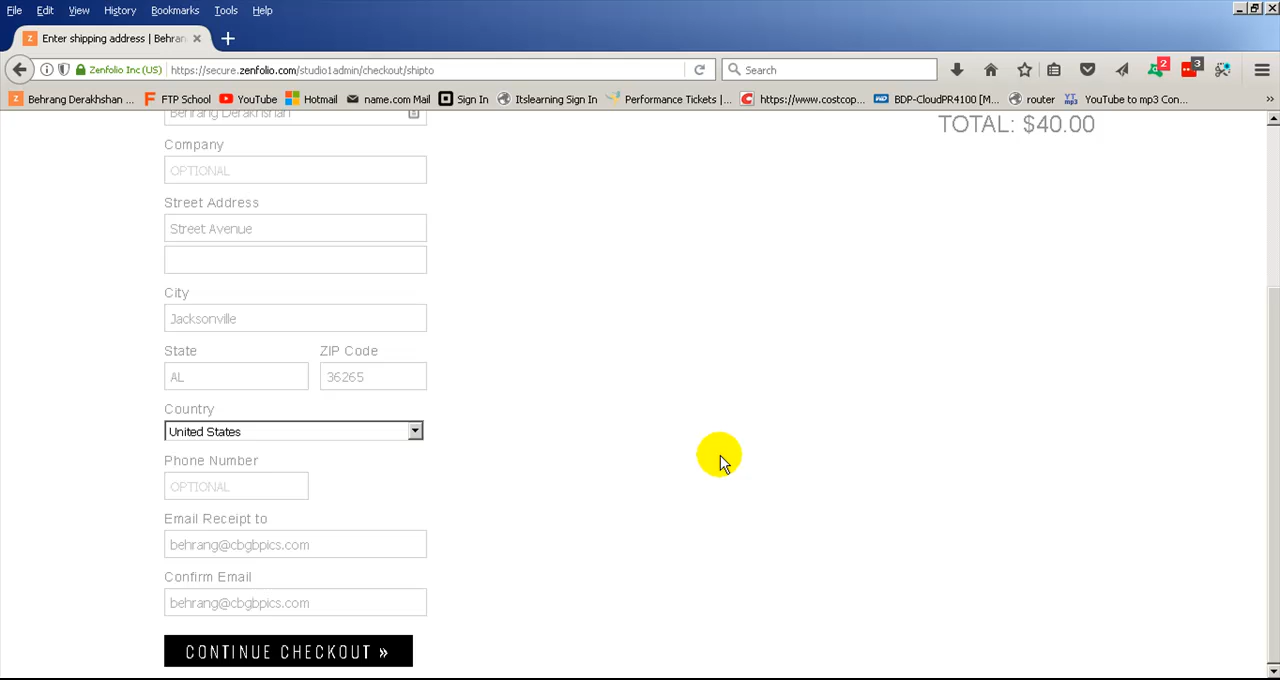 File Edit View History Bookmarks Tools Help
Enter shipping address | Behran
Zenfolio Inc (US) https://secure.zenfolio.com/studio1admin/checkout/shipto Search 2 3
Behrang Derakhshan ... FTP School YouTube Hotmail name.com Mail Sign In Itslearning Sign In Performance Tickets |... https://www.costcop... BDP-CloudPR4100 [M... router YouTube to mp3 Con...
Behrang Derakhshan
TOTAL: $40.00
Company
OPTIONAL
Street Address
Street Avenue
City
Jacksonville
State ZIP Code
AL 36265
Country
United States
Phone Number
OPTIONAL
Email Receipt to
behrang@cbgbpics.com
Confirm Email
behrang@cbgbpics.com
CONTINUE CHECKOUT »